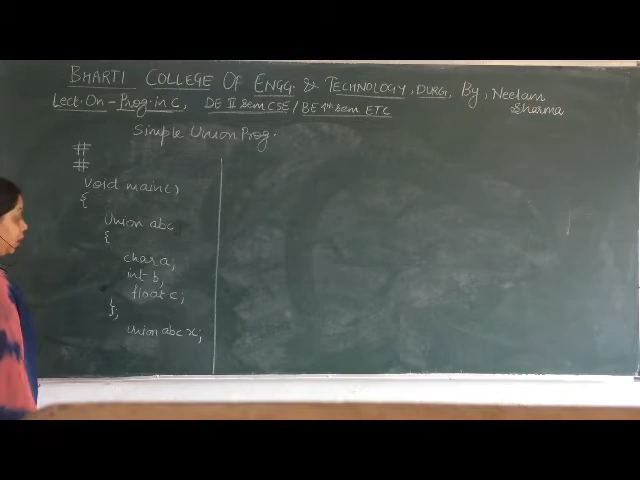 BHARTI COLLEGE OF ENGG. & TECHNOLOGY, DURG, By, Neelam Sharma
Lect. On - Prog. in C, DE II sem CSE / BE 1st sem ETC
Simple Union Prog.
#
#
Void main()
{
Union abc
{
char a;
int b;
float c;
};
union abc x;